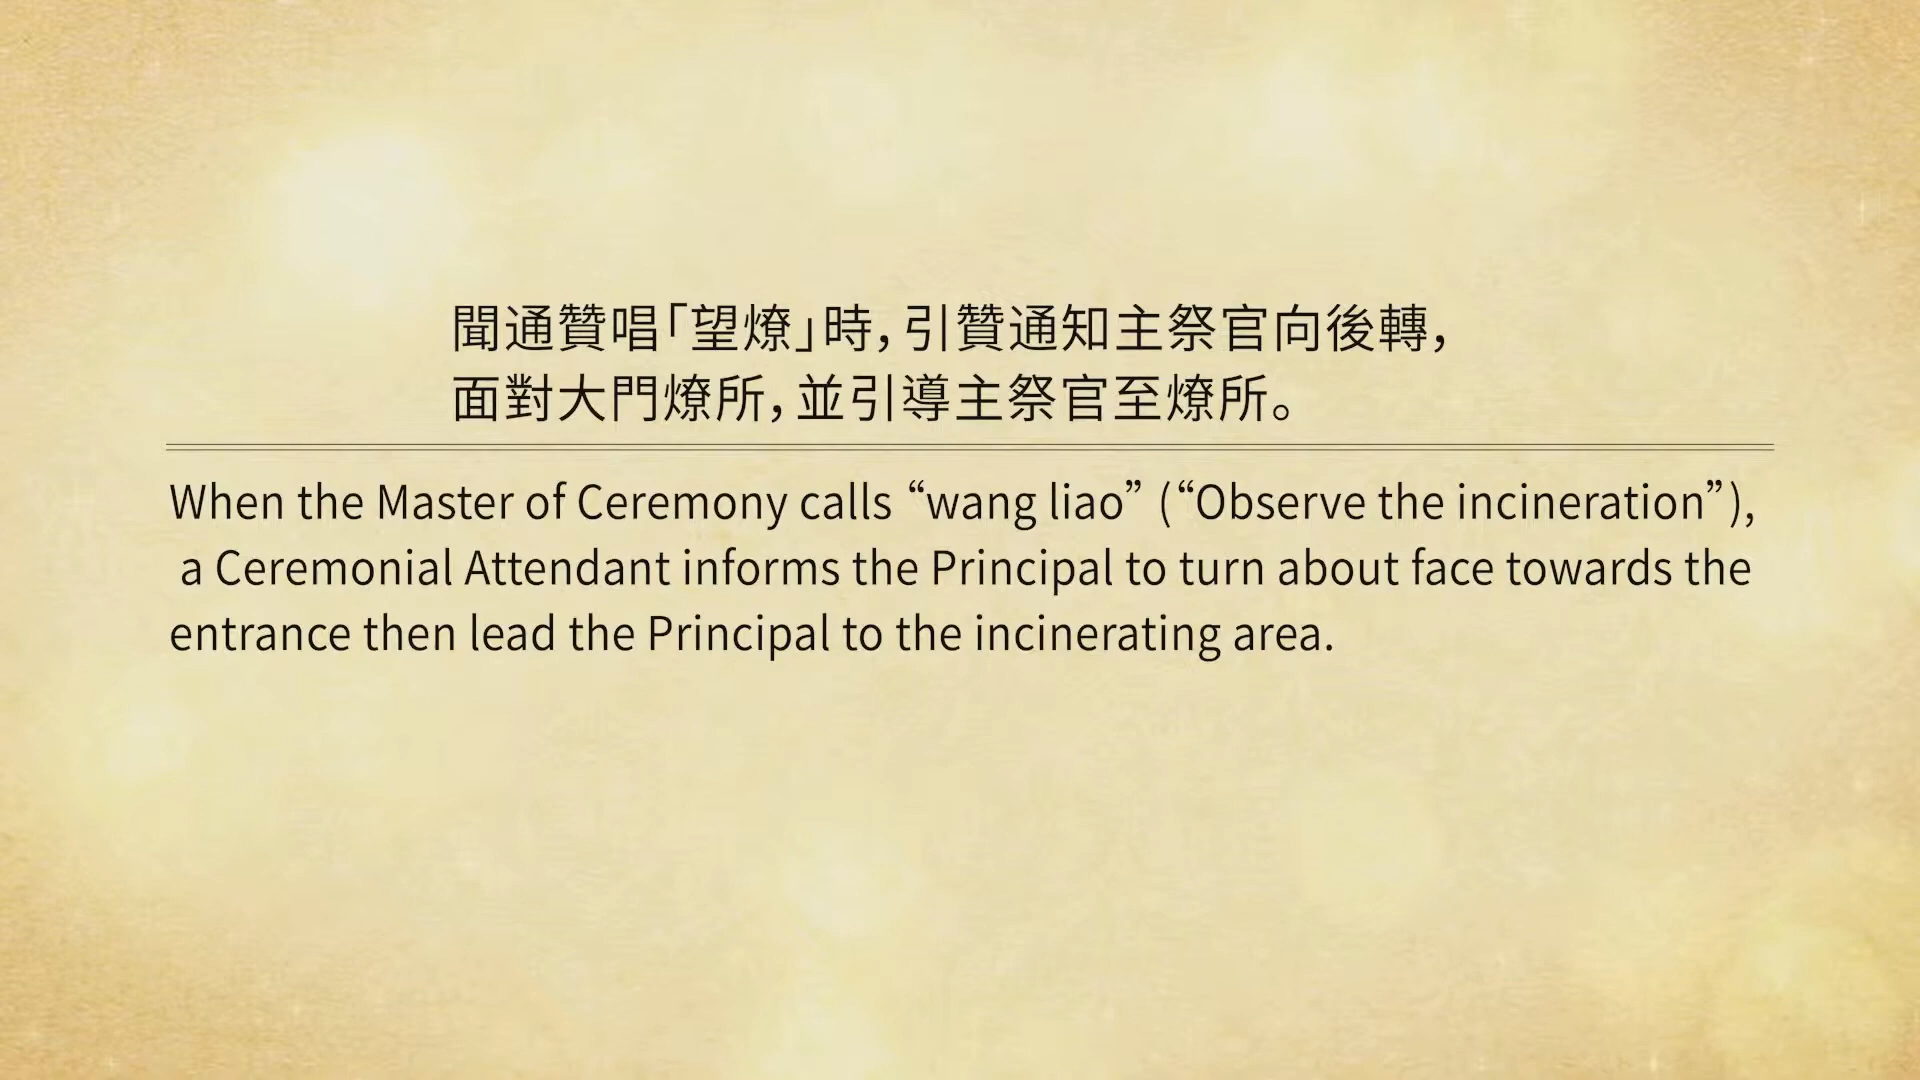 聞通贊唱「望燎」時，引贊通知主祭官向後轉，
面對大門燎所，並引導主祭官至燎所。
When the Master of Ceremony calls “wang liao” (“Observe the incineration”),
a Ceremonial Attendant informs the Principal to turn about face towards the
entrance then lead the Principal to the incinerating area.